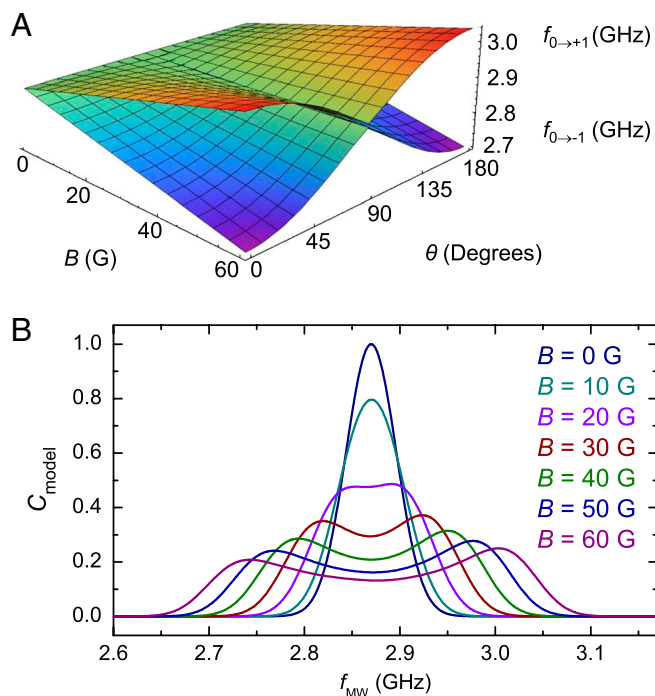 A
3.0
f0→+1 (GHz)
2.9
2.8
f0→-1 (GHz)
2.7
0
180
20
135
40
90
60
45
0
B (G)
θ (Degrees)
B
1.0
B = 0 G
B = 10 G
0.8
B = 20 G
0.6
B = 30 G
B = 40 G
0.4
B = 50 G
0.2
B = 60 G
0.0
Cmodel
2.6 2.7 2.8 2.9 3.0 3.1
fMW (GHz)